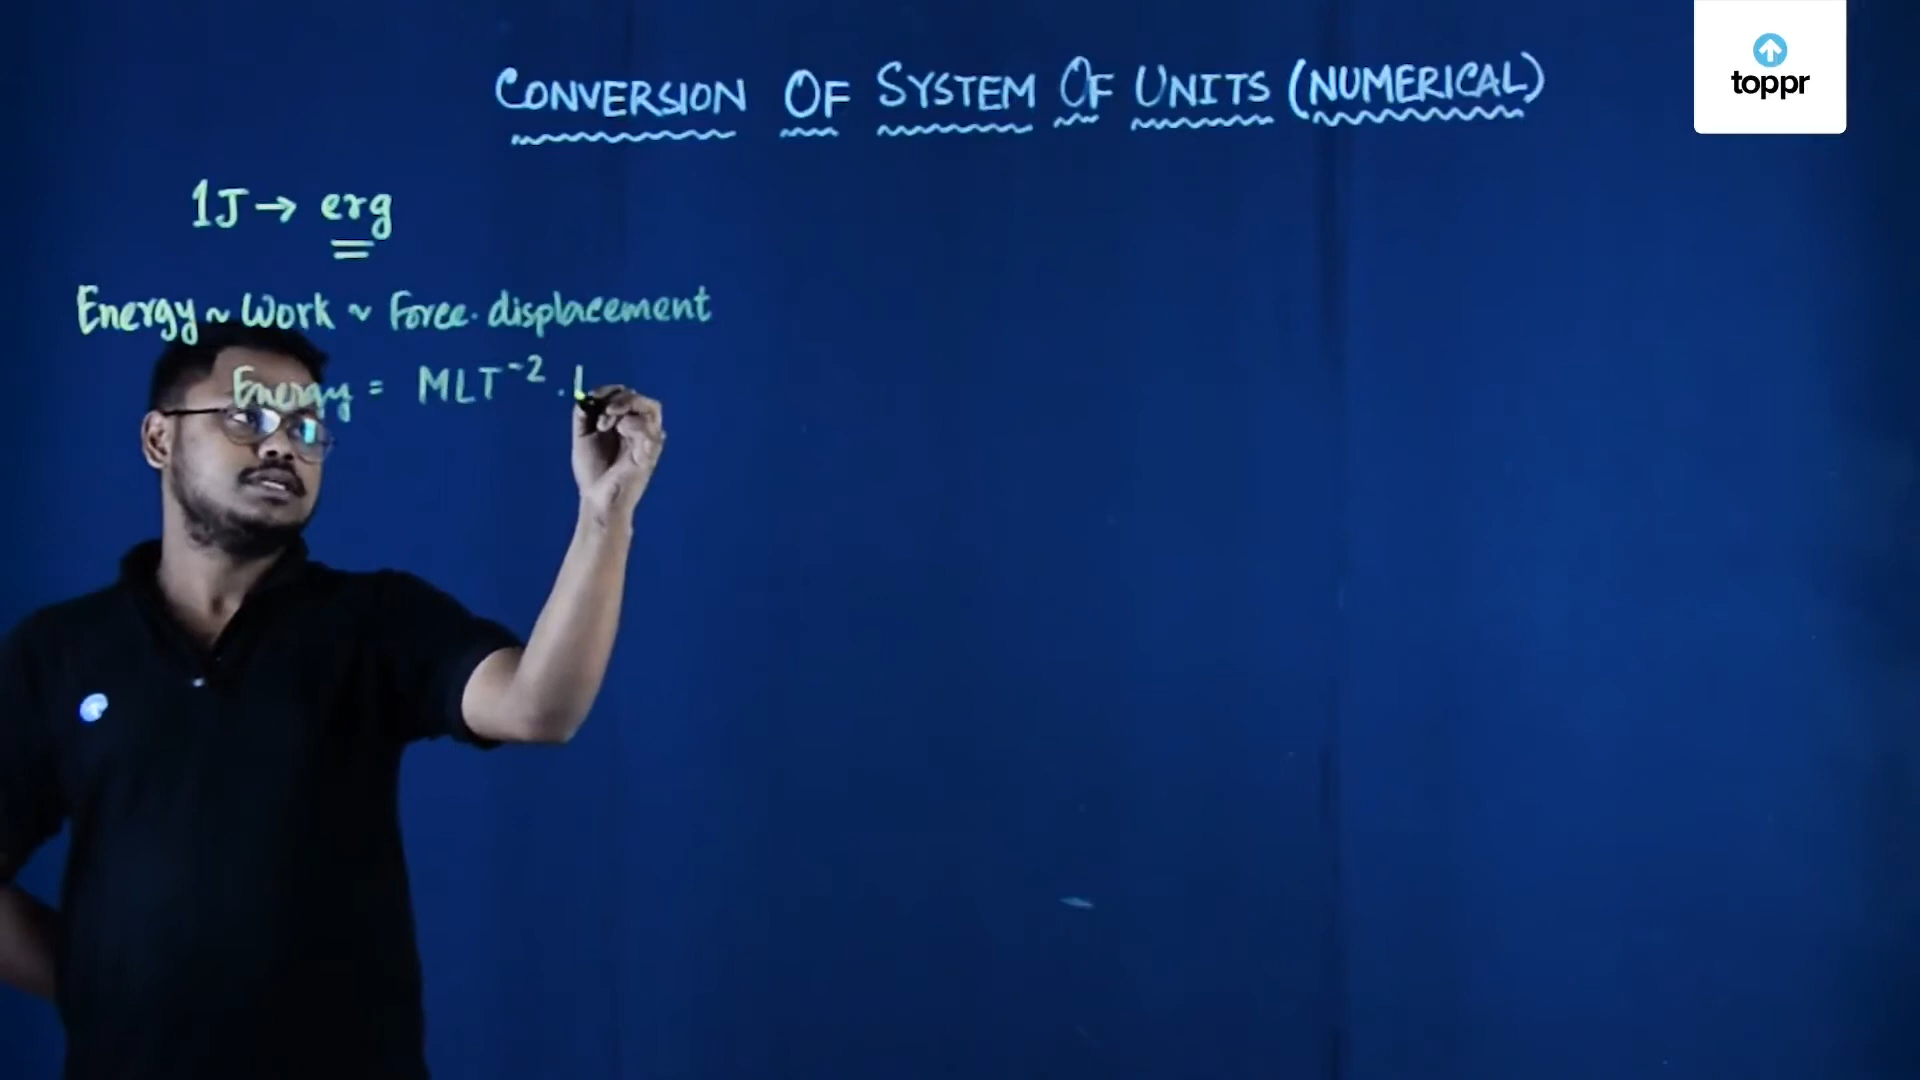 CONVERSION OF SYSTEM OF UNITS (NUMERICAL)
toppr
1J → erg
Energy ~ Work ~ Force. displacement
Energy = MLT⁻² . L